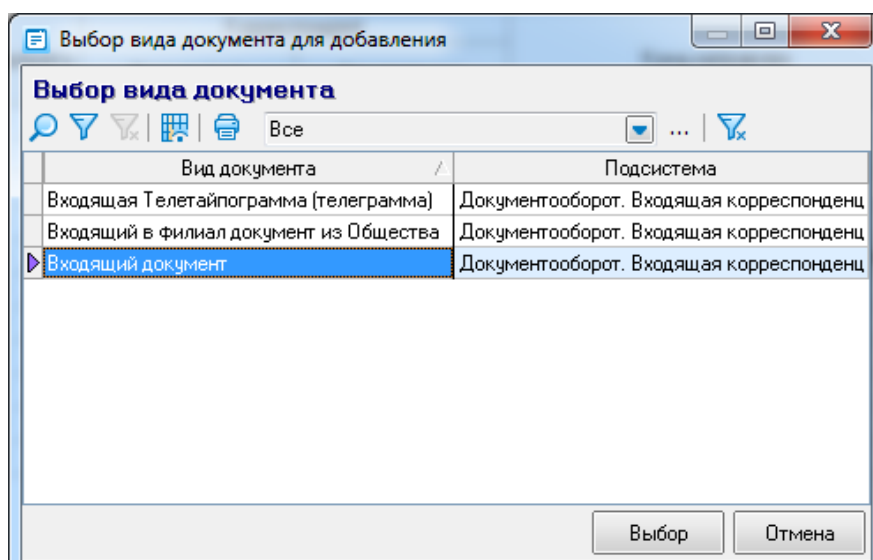 Выбор вида документа для добавления
Выбор вида документа
Все ...
Вид документа Подсистема
Входящая Телетайпограмма (телеграмма) Документооборот. Входящая корреспонденц
Входящий в филиал документ из Общества Документооборот. Входящая корреспонденц
Входящий документ Документооборот. Входящая корреспонденц
Выбор Отмена